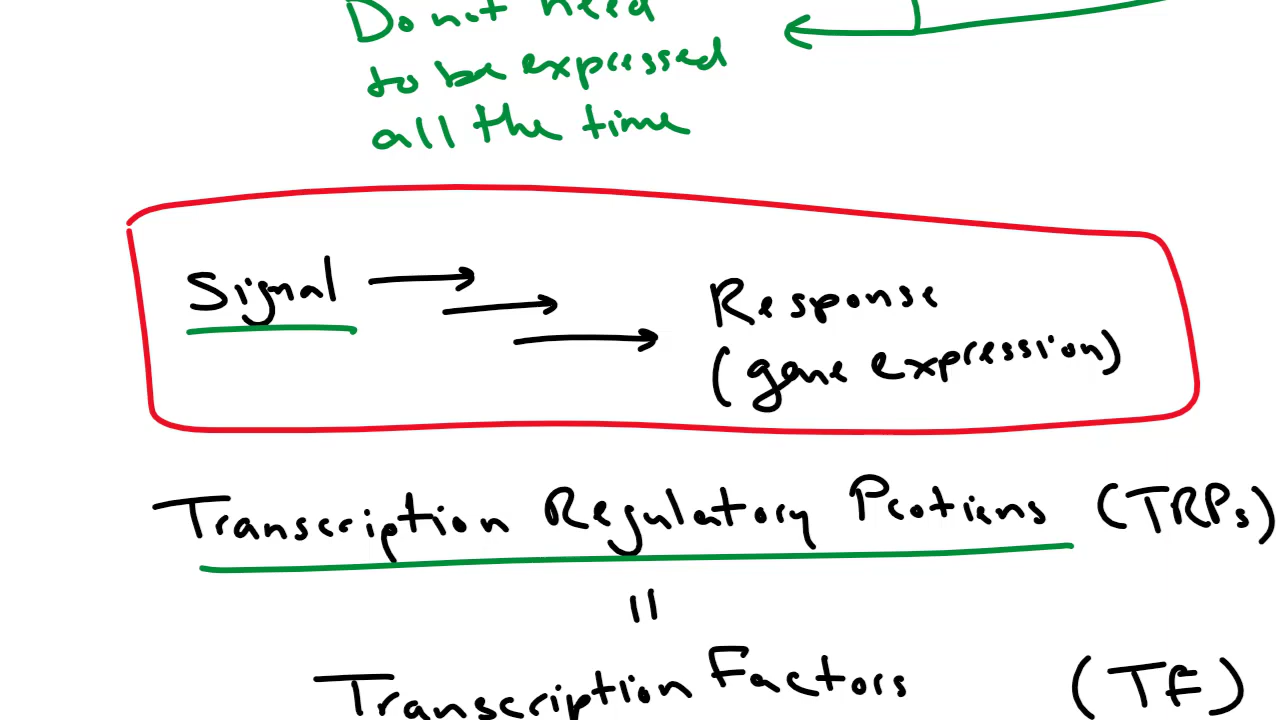 Do not need
to be expressed
all the time
Signal
Response
(gene expression)
Transcription Regulatory Protiens (TRPs)
=
Transcription Factors (TF)